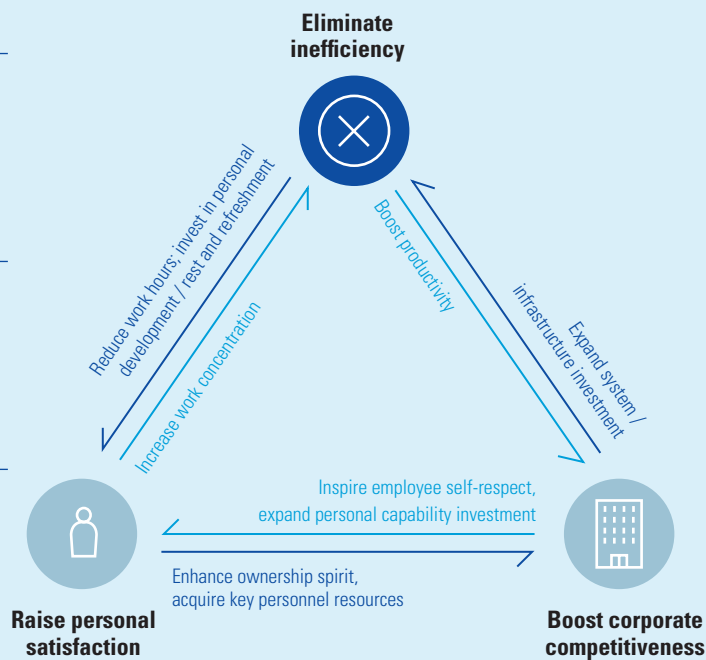 Eliminate
inefficiency
Reduce work hours; invest in personal
development / rest and refreshment
Increase work concentration
Boost productivity
Expand system /
infrastructure investment
Inspire employee self-respect,
expand personal capability investment
Enhance ownership spirit,
acquire key personnel resources
Raise personal
satisfaction
Boost corporate
competitiveness